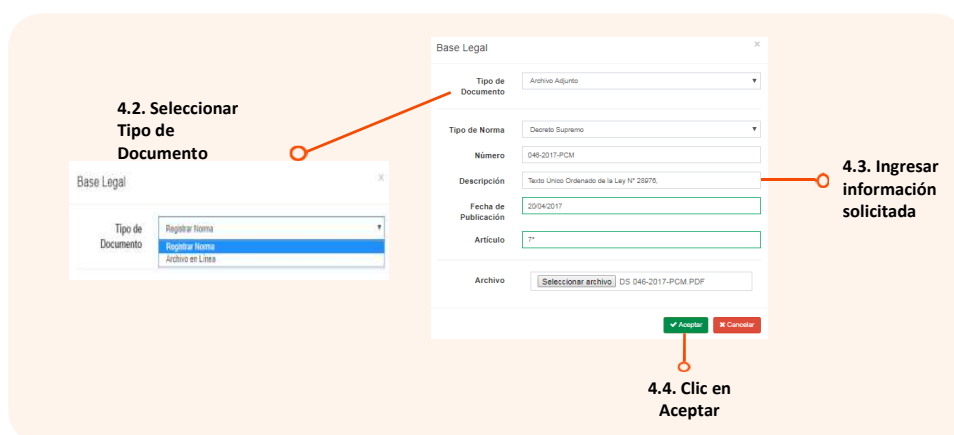 4.2. Seleccionar
Tipo de
Documento
Base Legal
x
Tipo de
Documento
Registrar Norma
Registrar Norma
Archivo en Línea
Base Legal
x
Tipo de
Documento
Archivo Adjunto
Tipo de Norma
Decreto Supremo
Número
046-2017-PCM
Descripción
Texto Único Ordenado de la Ley N° 28976,
Fecha de
Publicación
20/04/2017
Artículo
7°
Archivo
Seleccionar archivo DS 046-2017-PCM.PDF
Aceptar
Cancelar
4.3. Ingresar
información
solicitada
4.4. Clic en
Aceptar